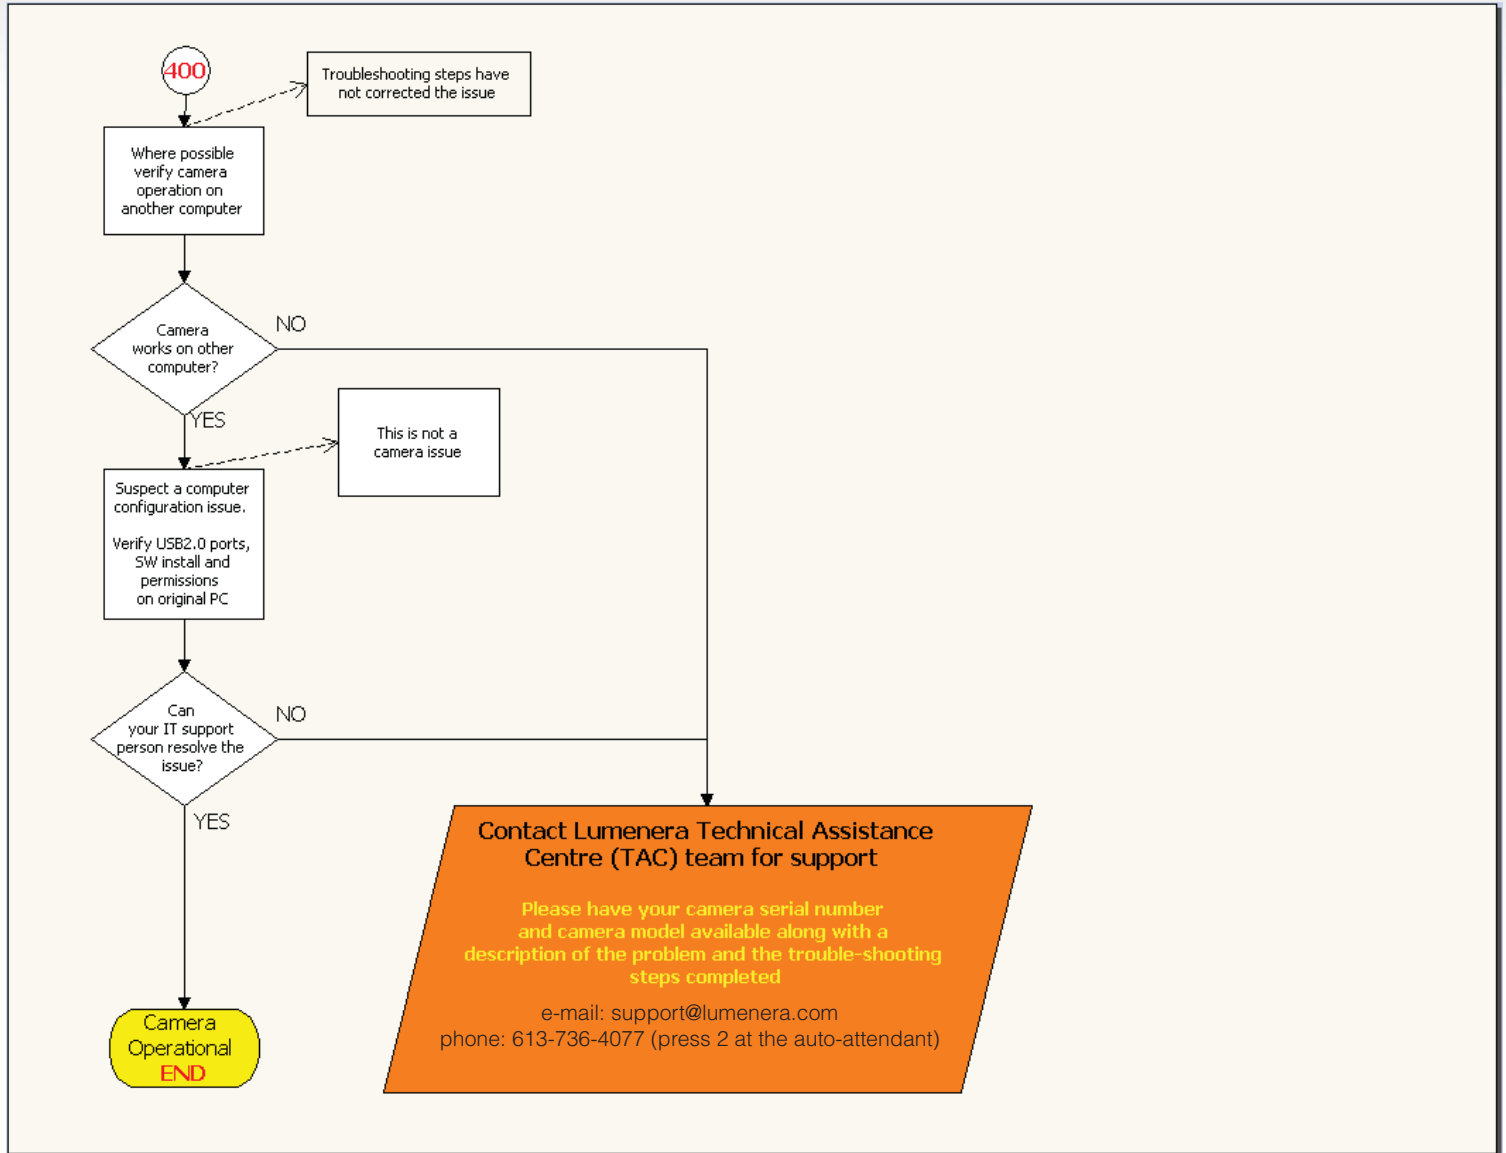 400
Troubleshooting steps have
not corrected the issue
Where possible
verify camera
operation on
another computer
Camera
works on other
computer?
NO
YES
This is not a
camera issue
Suspect a computer
configuration issue.
Verify USB2.0 ports,
SW install and
permissions
on original PC
Can
your IT support
person resolve the
issue?
NO
YES
Contact Lumenera Technical Assistance
Centre (TAC) team for support
Please have your camera serial number
and camera model available along with a
description of the problem and the trouble-shooting
steps completed
e-mail: support@lumenera.com
phone: 613-736-4077 (press 2 at the auto-attendant)
Camera
Operational
END